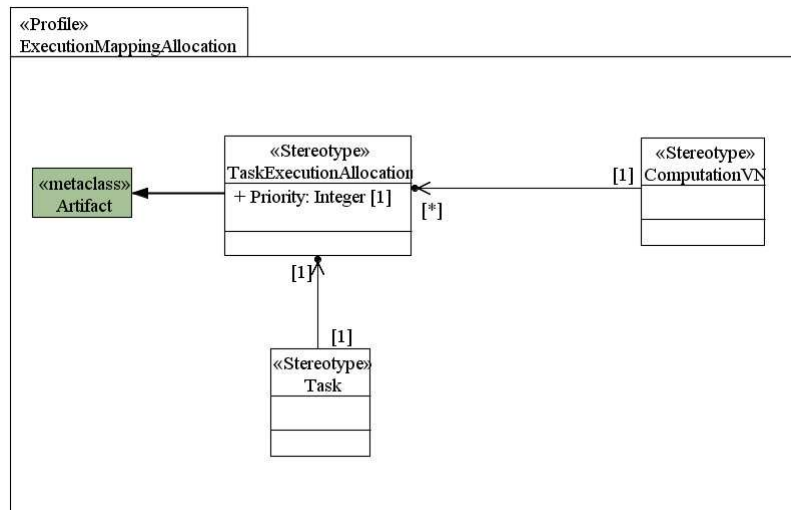 «Profile»
ExecutionMappingAllocation
«Stereotype»
TaskExecutionAllocation
+ Priority: Integer [1]
«metaclass»
Artifact
«Stereotype»
ComputationVN
[1]
[*]
[1]
[1]
«Stereotype»
Task